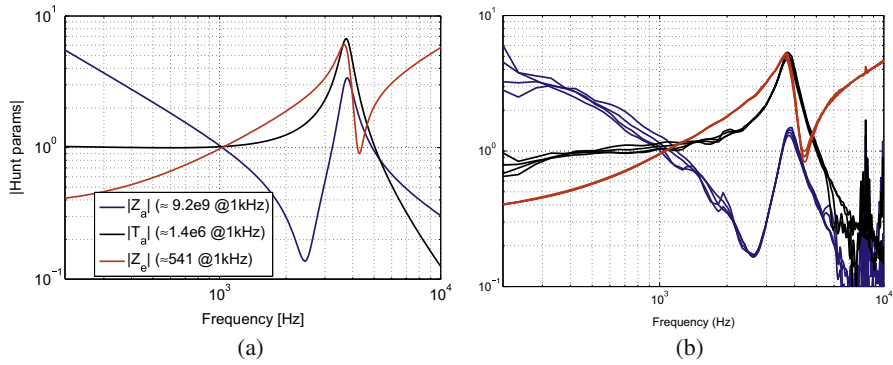 10^1
10^0
10^-1
|Hunt params|
|Z_a| (≈ 9.2e9 @1kHz)
|T_a| (≈1.4e6 @1kHz)
|Z_e| (≈541 @1kHz)
10^3
10^4
Frequency [Hz]
(a)
10^1
10^0
10^-1
10^3
10^4
Frequency (Hz)
(b)